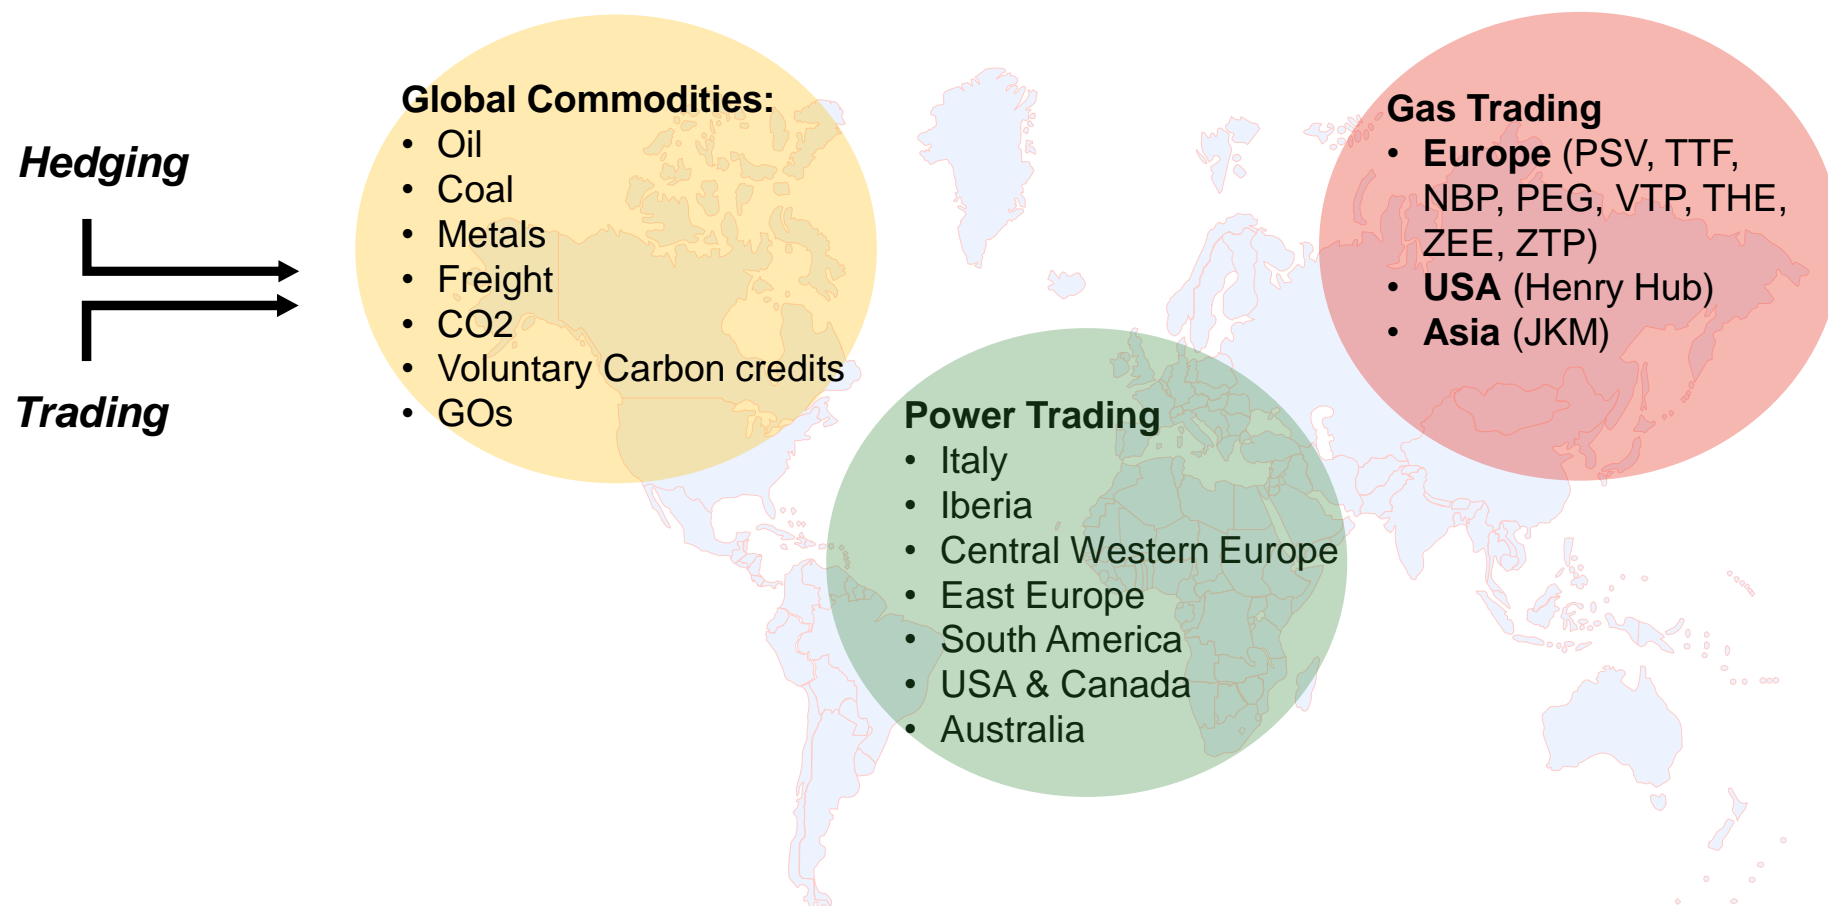 Hedging
Trading
Global Commodities:
• Oil
• Coal
• Metals
• Freight
• CO2
• Voluntary Carbon credits
• GOs
Power Trading
• Italy
• Iberia
• Central Western Europe
• East Europe
• South America
• USA & Canada
• Australia
Gas Trading
• Europe (PSV, TTF,
NBP, PEG, VTP, THE,
ZEE, ZTP)
• USA (Henry Hub)
• Asia (JKM)